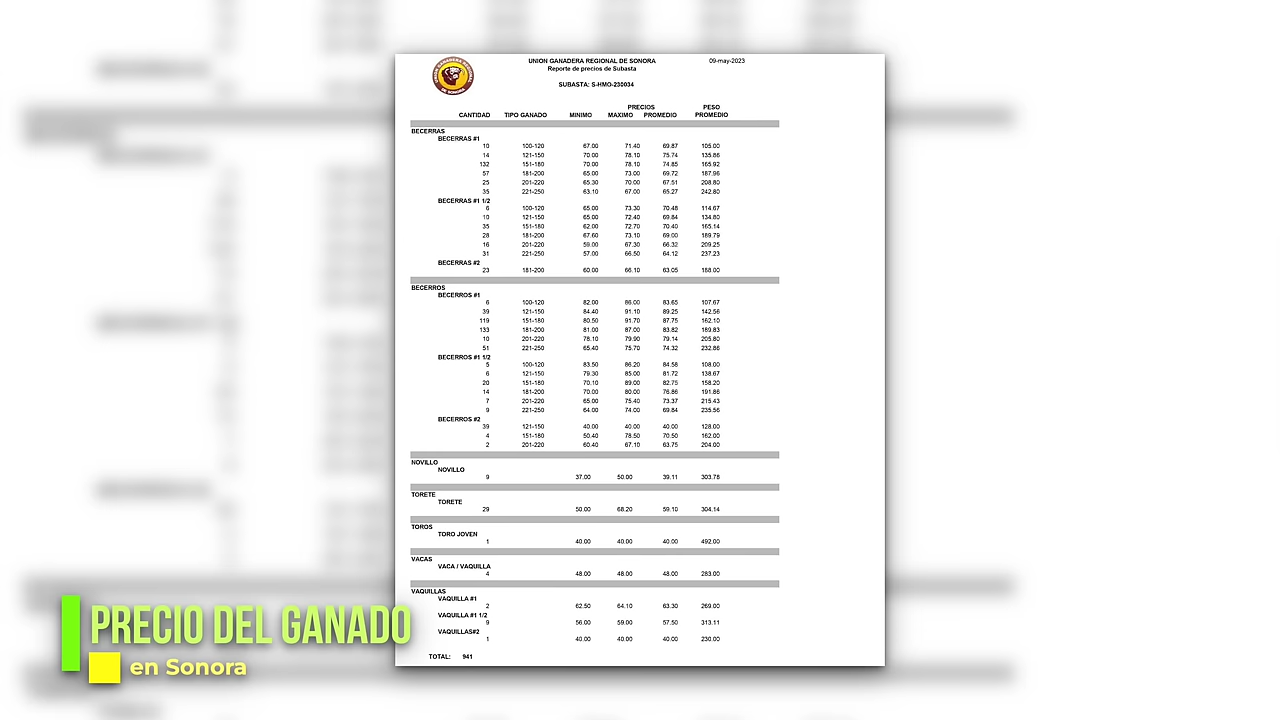 UNION GANADERA REGIONAL DE SONORA 09-may-2023
Reporte de precios de Subasta
SUBASTA: S-HMO-230034
PRECIOS PESO
CANTIDAD TIPO GANADO MINIMO MAXIMO PROMEDIO PROMEDIO
BECERRAS
BECERRAS #1
10 100-120 67.00 71.40 69.87 105.00
14 121-150 70.00 78.10 75.74 135.86
132 151-180 70.00 78.10 74.85 165.92
57 181-200 65.00 73.00 69.72 187.96
25 201-220 65.30 70.00 67.51 208.80
35 221-250 63.10 67.00 65.27 242.80
BECERRAS #1 1/2
6 100-120 65.00 73.30 70.48 114.67
10 121-150 65.00 72.40 69.84 134.80
35 151-180 62.00 72.70 70.40 165.14
28 181-200 67.60 73.10 69.00 189.79
16 201-220 59.00 67.30 66.32 209.25
31 221-250 57.00 66.50 64.12 237.23
BECERRAS #2
23 181-200 60.00 66.10 63.05 188.00
BECERROS
BECERROS #1
6 100-120 82.00 86.00 83.65 107.67
39 121-150 84.40 91.10 89.25 142.56
119 151-180 80.50 91.70 87.75 162.10
133 181-200 81.00 87.00 83.82 189.83
10 201-220 78.10 79.90 79.14 205.80
51 221-250 65.40 75.70 74.32 232.86
BECERROS #1 1/2
5 100-120 83.50 86.20 84.58 108.00
6 121-150 79.30 85.00 81.72 138.67
20 151-180 70.10 89.00 82.75 158.20
14 181-200 70.00 80.00 76.86 191.86
7 201-220 65.00 75.40 73.37 215.43
9 221-250 64.00 74.00 69.84 235.56
BECERROS #2
39 121-150 40.00 40.00 40.00 128.00
4 151-180 50.40 78.50 70.50 162.00
2 201-220 60.40 67.10 63.75 204.00
NOVILLO
NOVILLO
9 37.00 50.00 39.11 303.78
TORETE
TORETE
29 50.00 68.20 59.10 304.14
TOROS
TORO JOVEN
1 40.00 40.00 40.00 492.00
VACAS
VACA / VAQUILLA
4 48.00 48.00 48.00 283.00
VAQUILLAS
VAQUILLA #1
2 62.50 64.10 63.30 269.00
VAQUILLA #1 1/2
9 56.00 59.00 57.50 313.11
VAQUILLAS#2
1 40.00 40.00 40.00 230.00
TOTAL: 941
PRECIO DEL GANADO
en Sonora